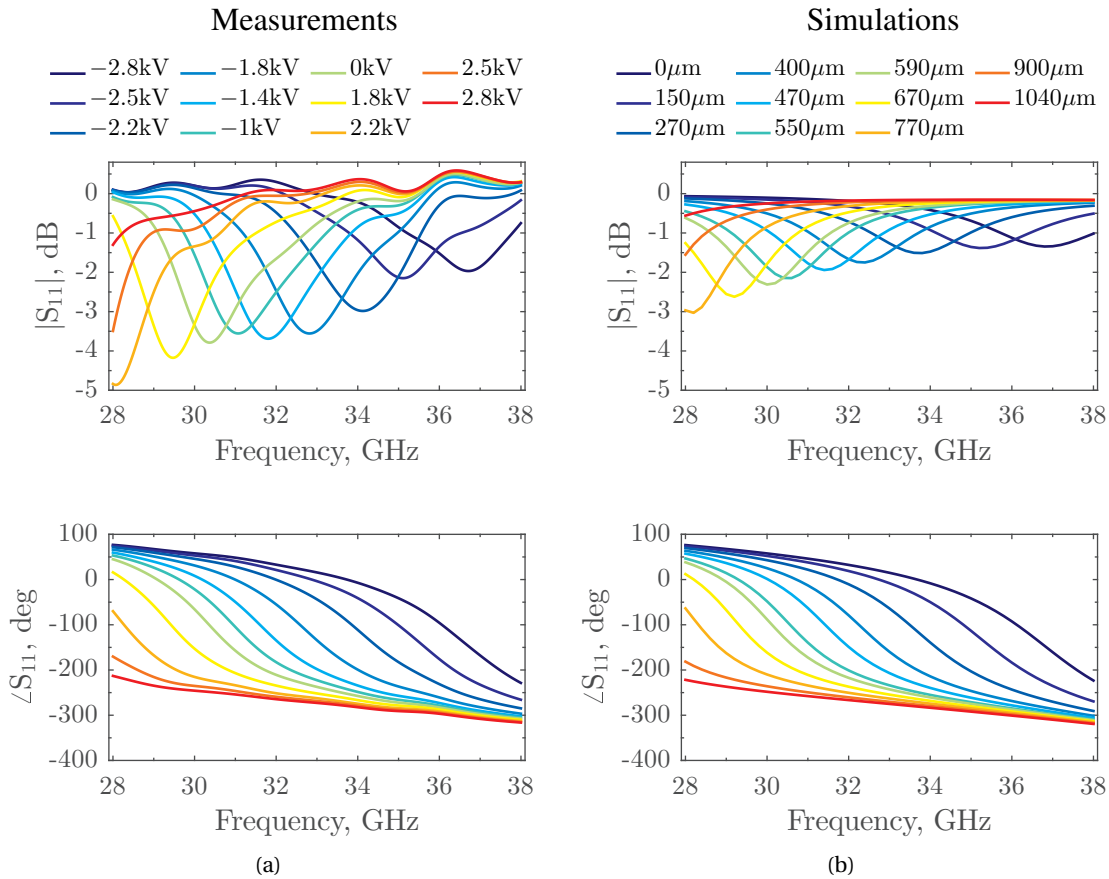 Measurements
−2.8kV −1.8kV 0kV 2.5kV
−2.5kV −1.4kV 1.8kV 2.8kV
−2.2kV −1kV 2.2kV
0
-1
-2
-3
-4
-5
|S11|, dB
28 30 32 34 36 38
Frequency, GHz
100
0
-100
-200
-300
-400
∠S11, deg
28 30 32 34 36 38
Frequency, GHz
(a)
Simulations
0μm 400μm 590μm 900μm
150μm 470μm 670μm 1040μm
270μm 550μm 770μm
0
-1
-2
-3
-4
-5
|S11|, dB
28 30 32 34 36 38
Frequency, GHz
100
0
-100
-200
-300
-400
∠S11, deg
28 30 32 34 36 38
Frequency, GHz
(b)